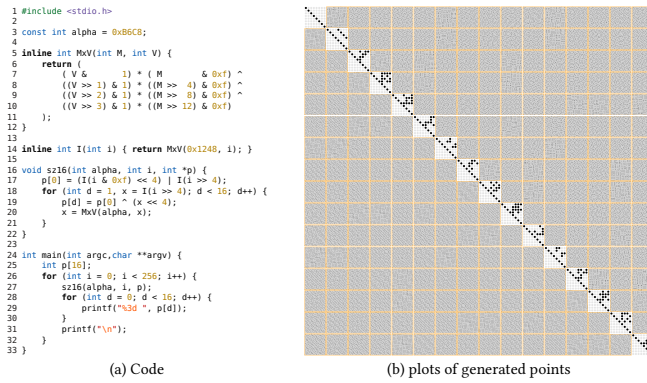 1 #include <stdio.h>
2
3 const int alpha = 0xB6C8;
4
5 inline int MxV(int M, int V) {
6     return (
7         ( V &       1) * ( M        & 0xf) ^
8         ((V >> 1) & 1) * ((M >>  4) & 0xf) ^
9         ((V >> 2) & 1) * ((M >>  8) & 0xf) ^
10         ((V >> 3) & 1) * ((M >> 12) & 0xf)
11     );
12 }
13
14 inline int I(int i) { return MxV(0x1248, i); }
15
16 void sz16(int alpha, int i, int *p) {
17     p[0] = (I(i & 0xf) << 4) | I(i >> 4);
18     for (int d = 1, x = I(i >> 4); d < 16; d++) {
19         p[d] = p[0] ^ (x << 4);
20         x = MxV(alpha, x);
21     }
22 }
23
24 int main(int argc,char **argv) {
25     int p[16];
26     for (int i = 0; i < 256; i++) {
27         sz16(alpha, i, p);
28         for (int d = 0; d < 16; d++) {
29             printf("%3d ", p[d]);
30         }
31         printf("\n");
32     }
33 }
(a) Code
(b) plots of generated points